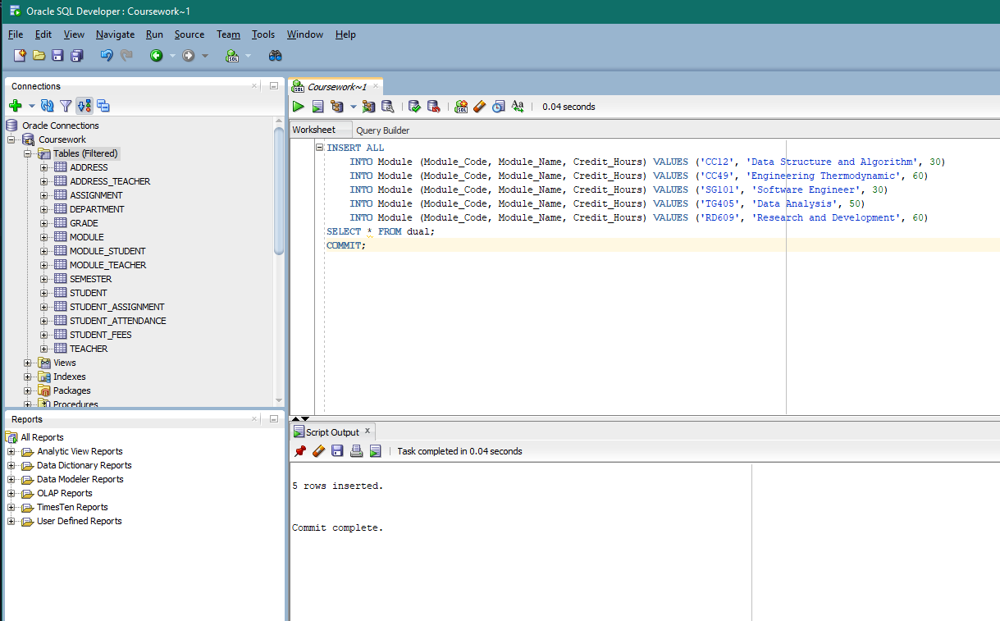 Oracle SQL Developer : Coursework~1
File Edit View Navigate Run Source Team Tools Window Help
Connections
Oracle Connections
Coursework
Tables (Filtered)
ADDRESS
ADDRESS_TEACHER
ASSIGNMENT
DEPARTMENT
GRADE
MODULE
MODULE_STUDENT
MODULE_TEACHER
SEMESTER
STUDENT
STUDENT_ASSIGNMENT
STUDENT_ATTENDANCE
STUDENT_FEES
TEACHER
Views
Indexes
Packages
Procedures
Reports
All Reports
Analytic View Reports
Data Dictionary Reports
Data Modeler Reports
OLAP Reports
TimesTen Reports
User Defined Reports
Coursework~1
0.04 seconds
Worksheet Query Builder
INSERT ALL
INTO Module (Module_Code, Module_Name, Credit_Hours) VALUES ('CC12', 'Data Structure and Algorithm', 30)
INTO Module (Module_Code, Module_Name, Credit_Hours) VALUES ('CC49', 'Engineering Thermodynamic', 60)
INTO Module (Module_Code, Module_Name, Credit_Hours) VALUES ('SG101', 'Software Engineer', 30)
INTO Module (Module_Code, Module_Name, Credit_Hours) VALUES ('TG405', 'Data Analysis', 50)
INTO Module (Module_Code, Module_Name, Credit_Hours) VALUES ('RD609', 'Research and Development', 60)
SELECT * FROM dual;
COMMIT;
Script Output
Task completed in 0.04 seconds
5 rows inserted.
Commit complete.